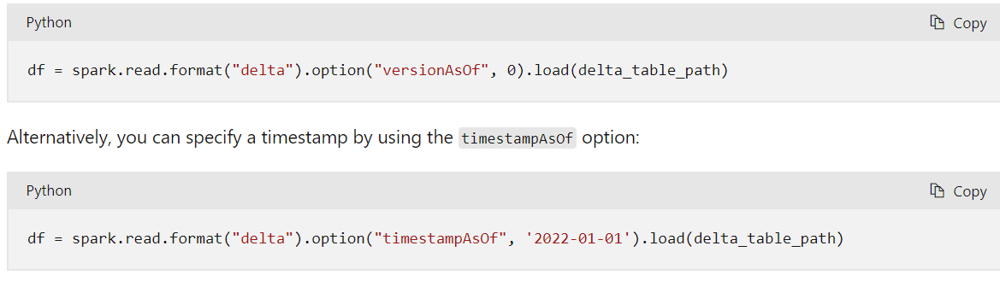 Python
Copy
df = spark.read.format("delta").option("versionAsOf", 0).load(delta_table_path)
Alternatively, you can specify a timestamp by using the timestampAsOf option:
Python
Copy
df = spark.read.format("delta").option("timestampAsOf", '2022-01-01').load(delta_table_path)